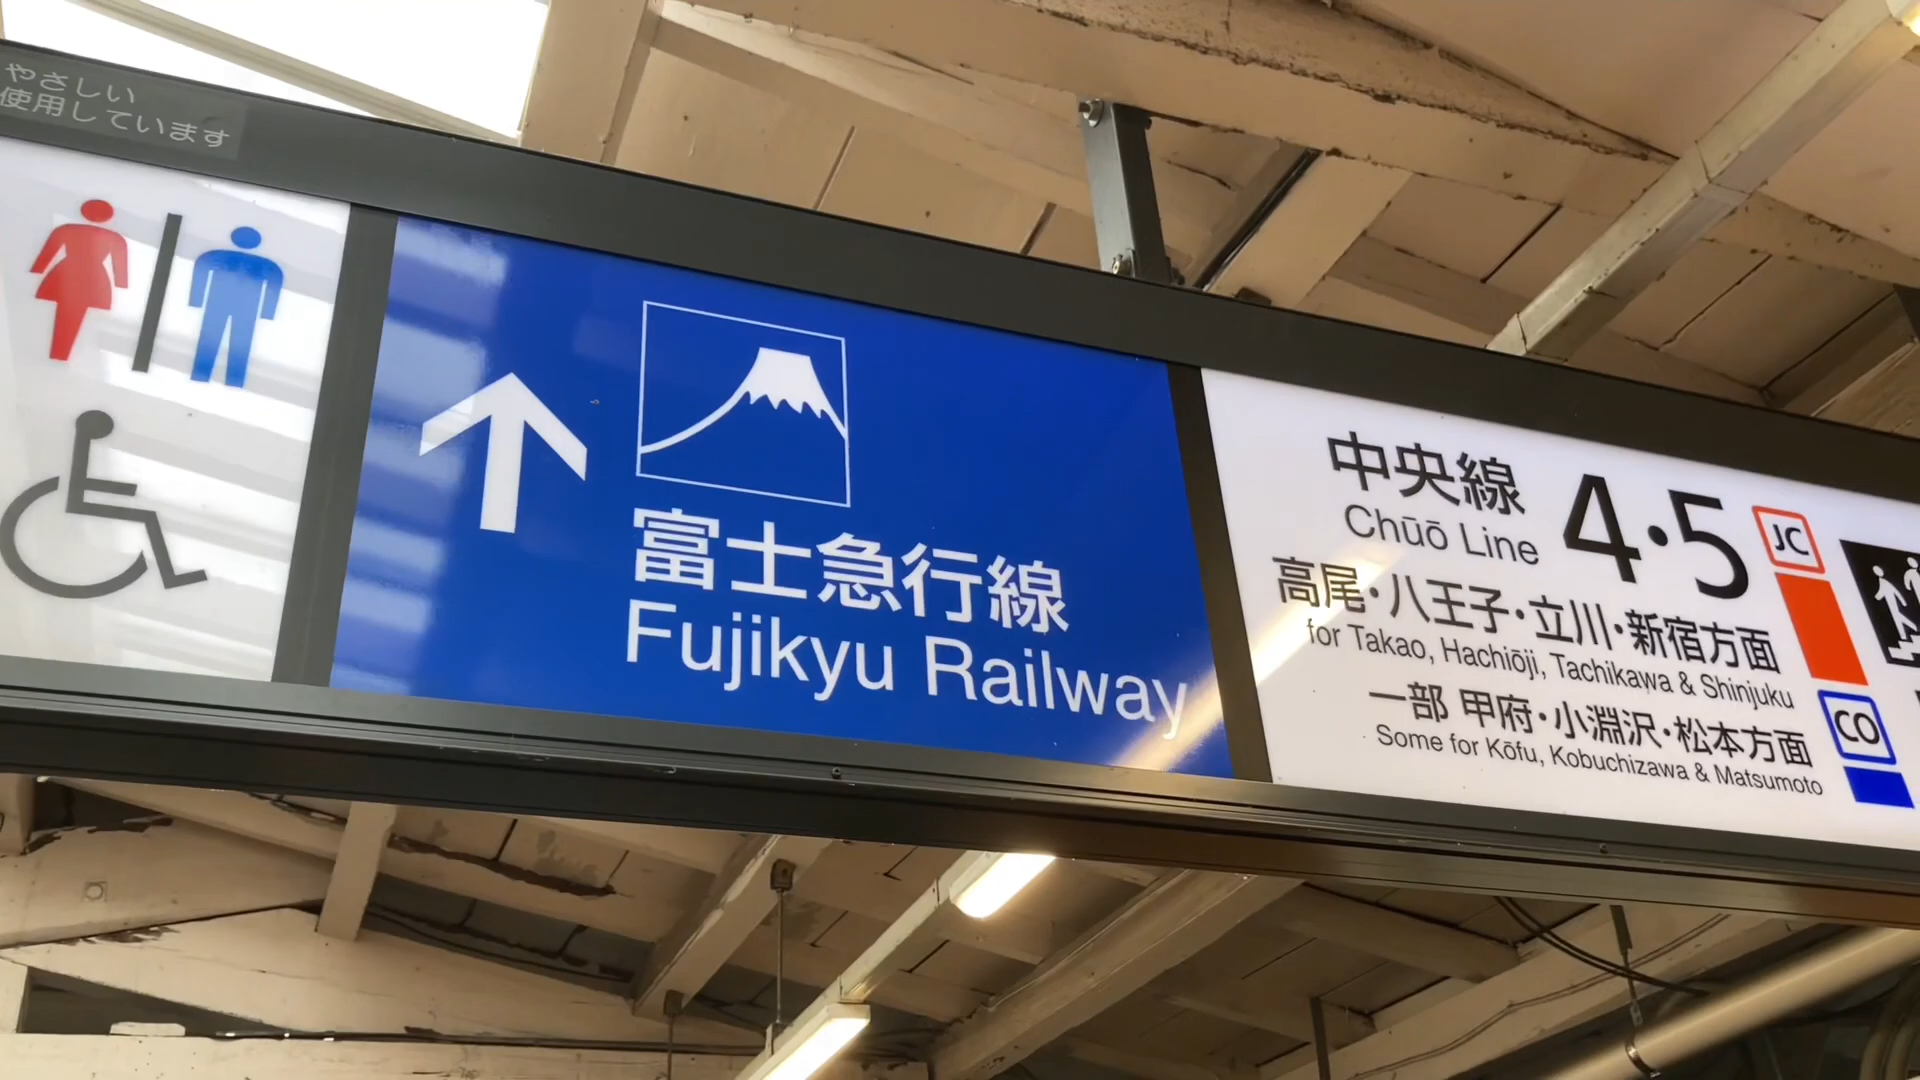 やさしい
使用しています
富士急行線
Fujikyu Railway
中央線
Chūō Line
4・5
JC
高尾・八王子・立川・新宿方面
for Takao, Hachiōji, Tachikawa & Shinjuku
一部 甲府・小淵沢・松本方面
Some for Kōfu, Kobuchizawa & Matsumoto
CO